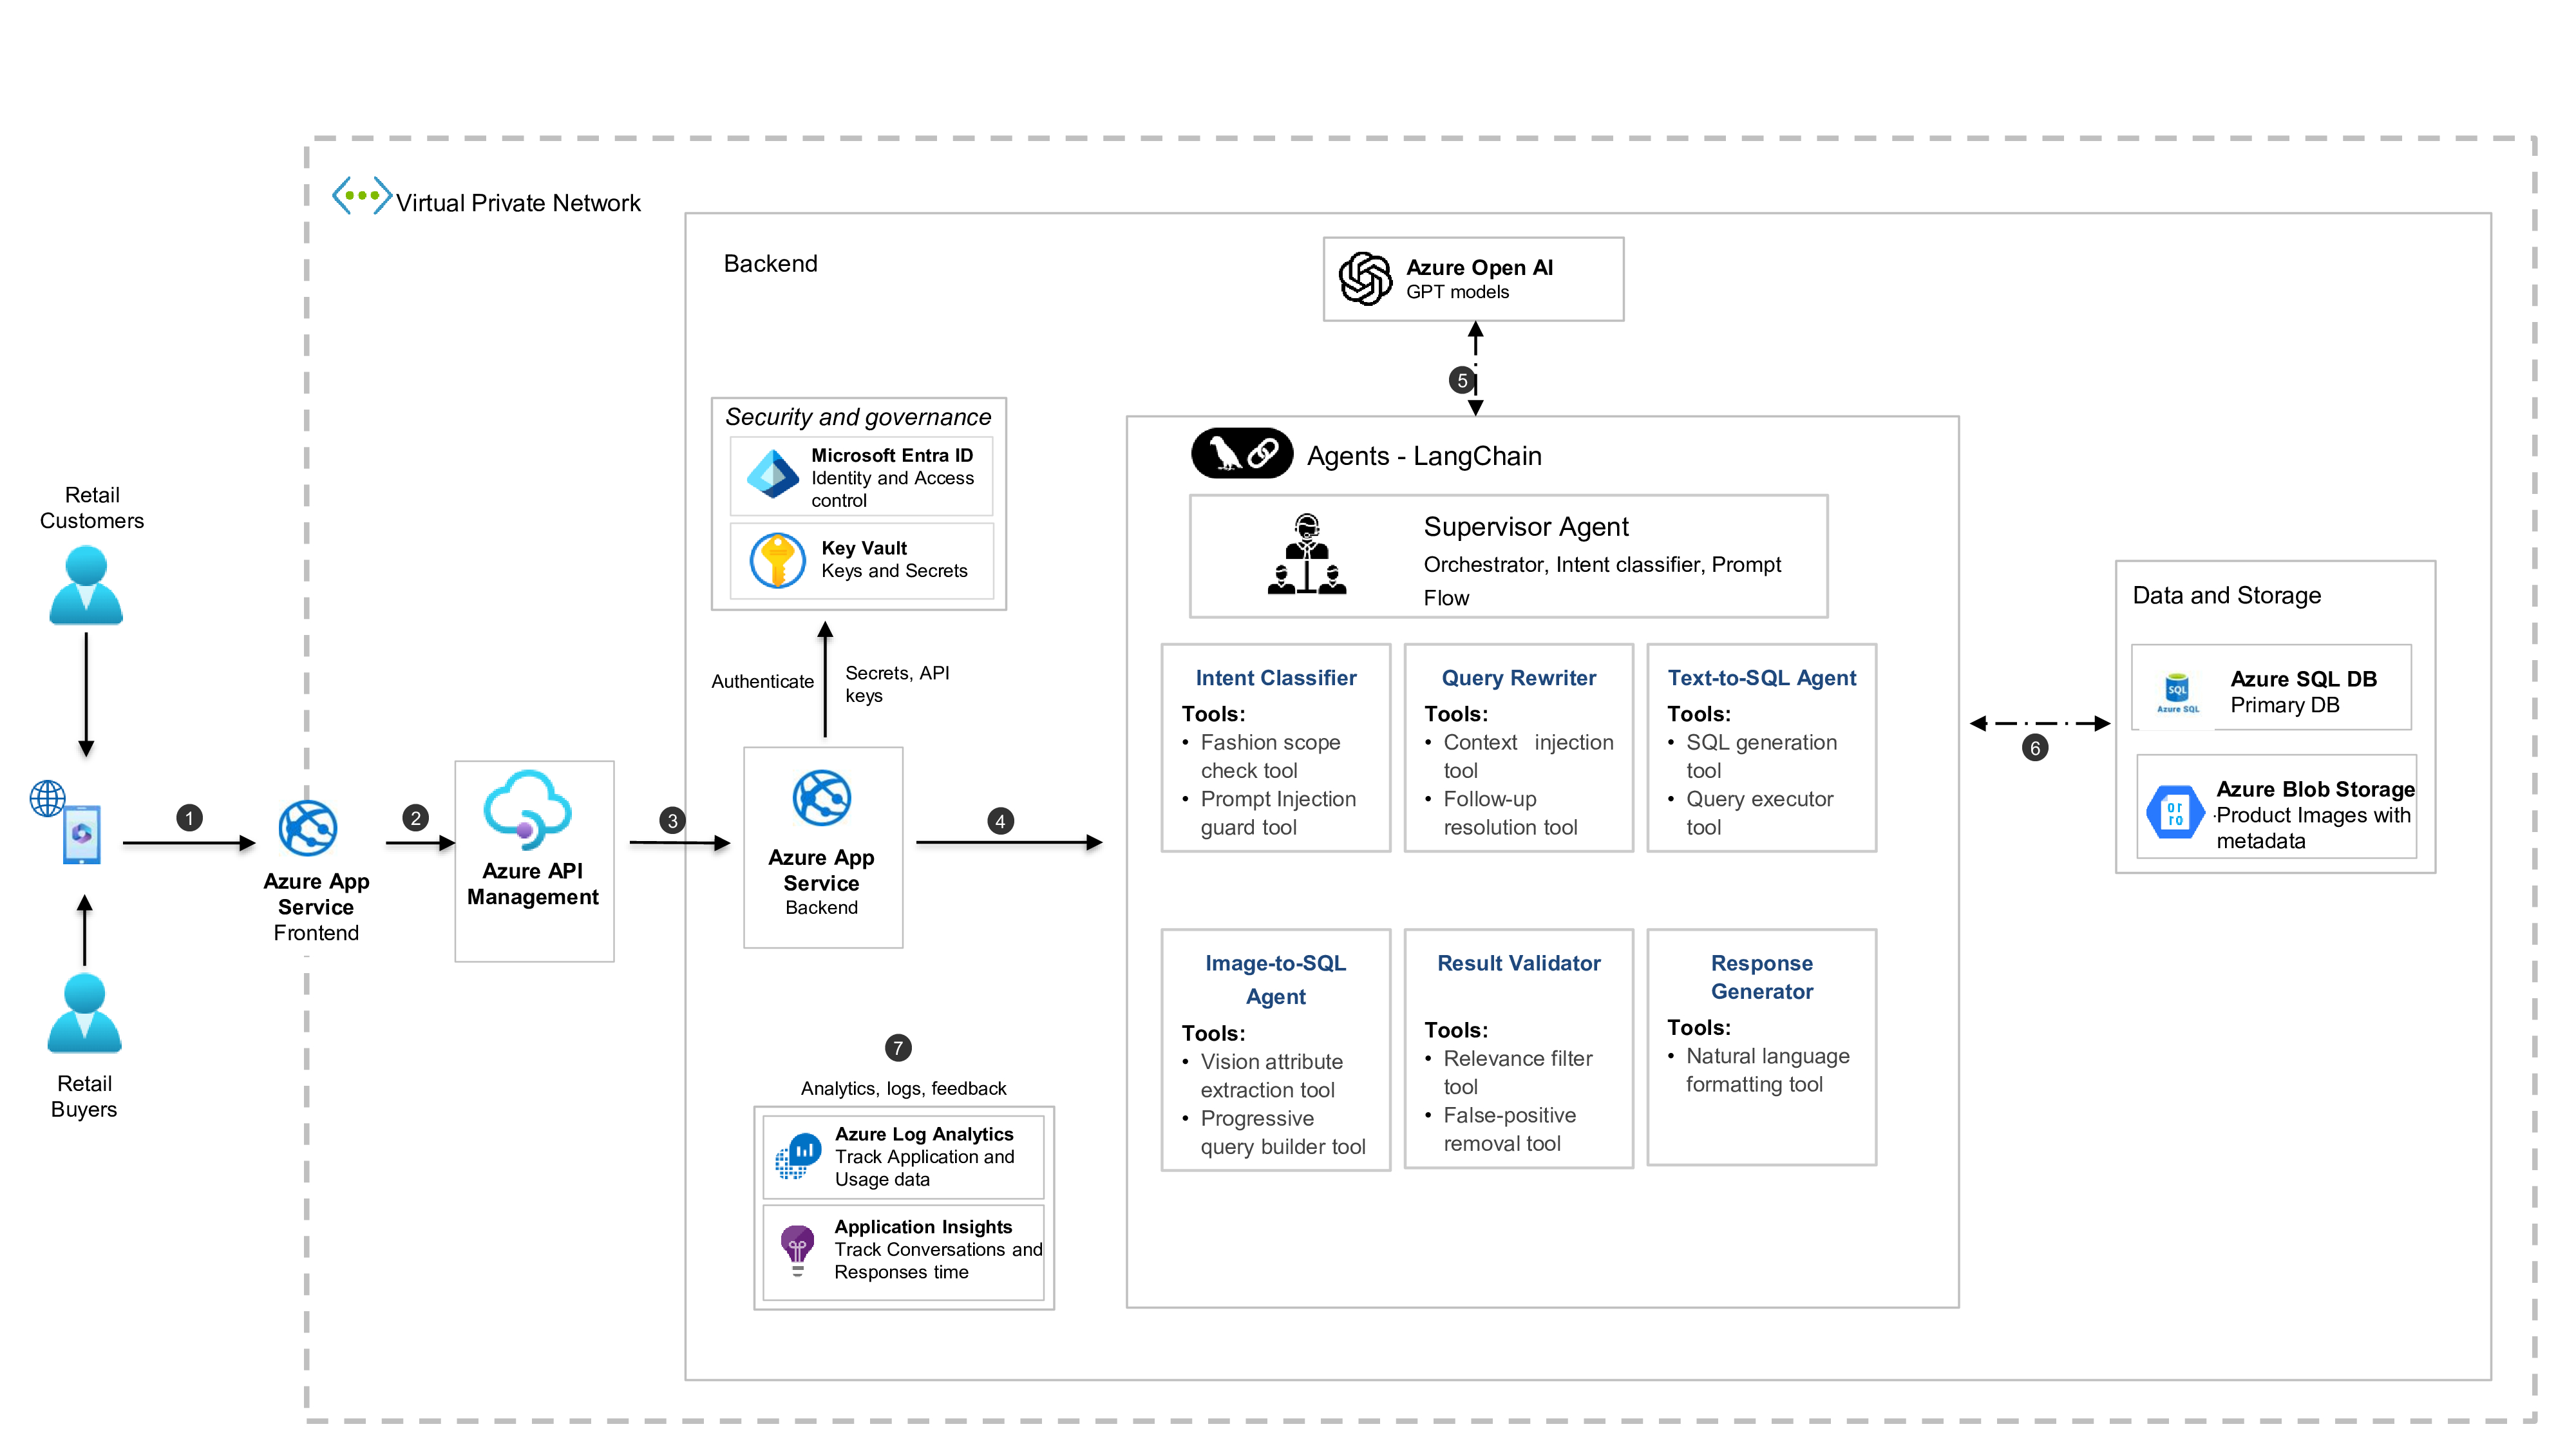 Virtual Private Network
Backend
Azure Open AI
GPT models
5
Security and governance
Microsoft Entra ID
Identity and Access
control
Key Vault
Keys and Secrets
Authenticate
Secrets, API
keys
Retail
Customers
1
Azure App
Service
Frontend
2
Azure API
Management
3
Azure App
Service
Backend
4
Retail
Buyers
7
Analytics, logs, feedback
Azure Log Analytics
Track Application and
Usage data
Application Insights
Track Conversations and
Responses time
Agents - LangChain
Supervisor Agent
Orchestrator, Intent classifier, Prompt
Flow
Intent Classifier
Tools:
• Fashion scope
check tool
• Prompt Injection
guard tool
Query Rewriter
Tools:
• Context injection
tool
• Follow-up
resolution tool
Text-to-SQL Agent
Tools:
• SQL generation
tool
• Query executor
tool
Image-to-SQL
Agent
Tools:
• Vision attribute
extraction tool
• Progressive
query builder tool
Result Validator
Tools:
• Relevance filter
tool
• False-positive
removal tool
Response
Generator
Tools:
• Natural language
formatting tool
6
Data and Storage
SQL
Azure SQL
Azure SQL DB
Primary DB
Azure Blob Storage
·Product Images with
metadata